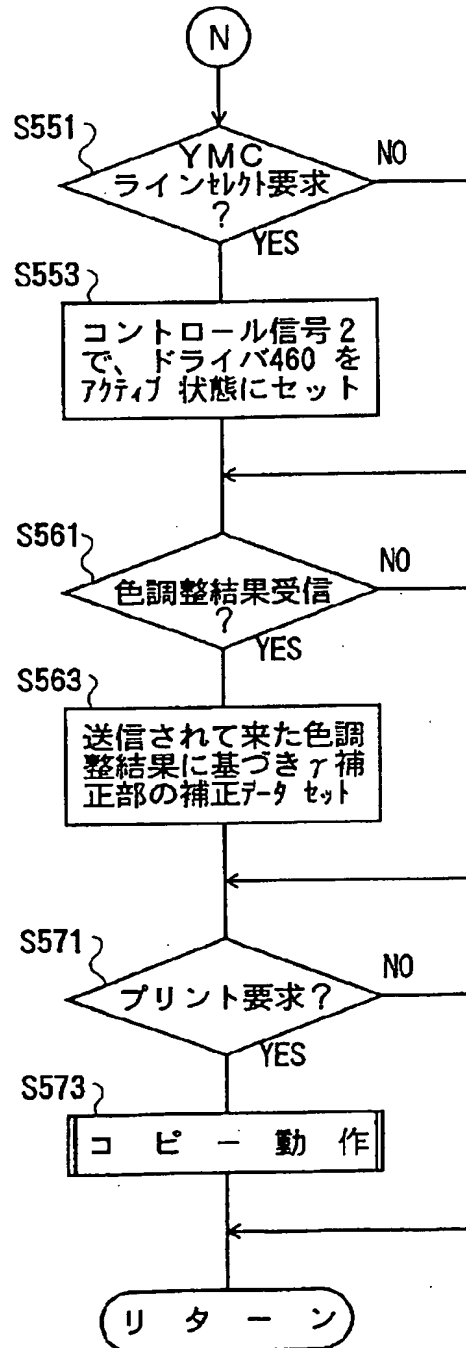 N
S551
YMC
ラインセレクト要求
?
NO
YES
S553
コントロール信号2
で、ドライバ460 を
アクティブ 状態にセット
S561
色調整結果受信
?
NO
YES
S563
送信されて来た色調
整結果に基づきγ補
正部の補正データ セット
S571
プリント要求?
NO
YES
S573
コピー動作
リターン